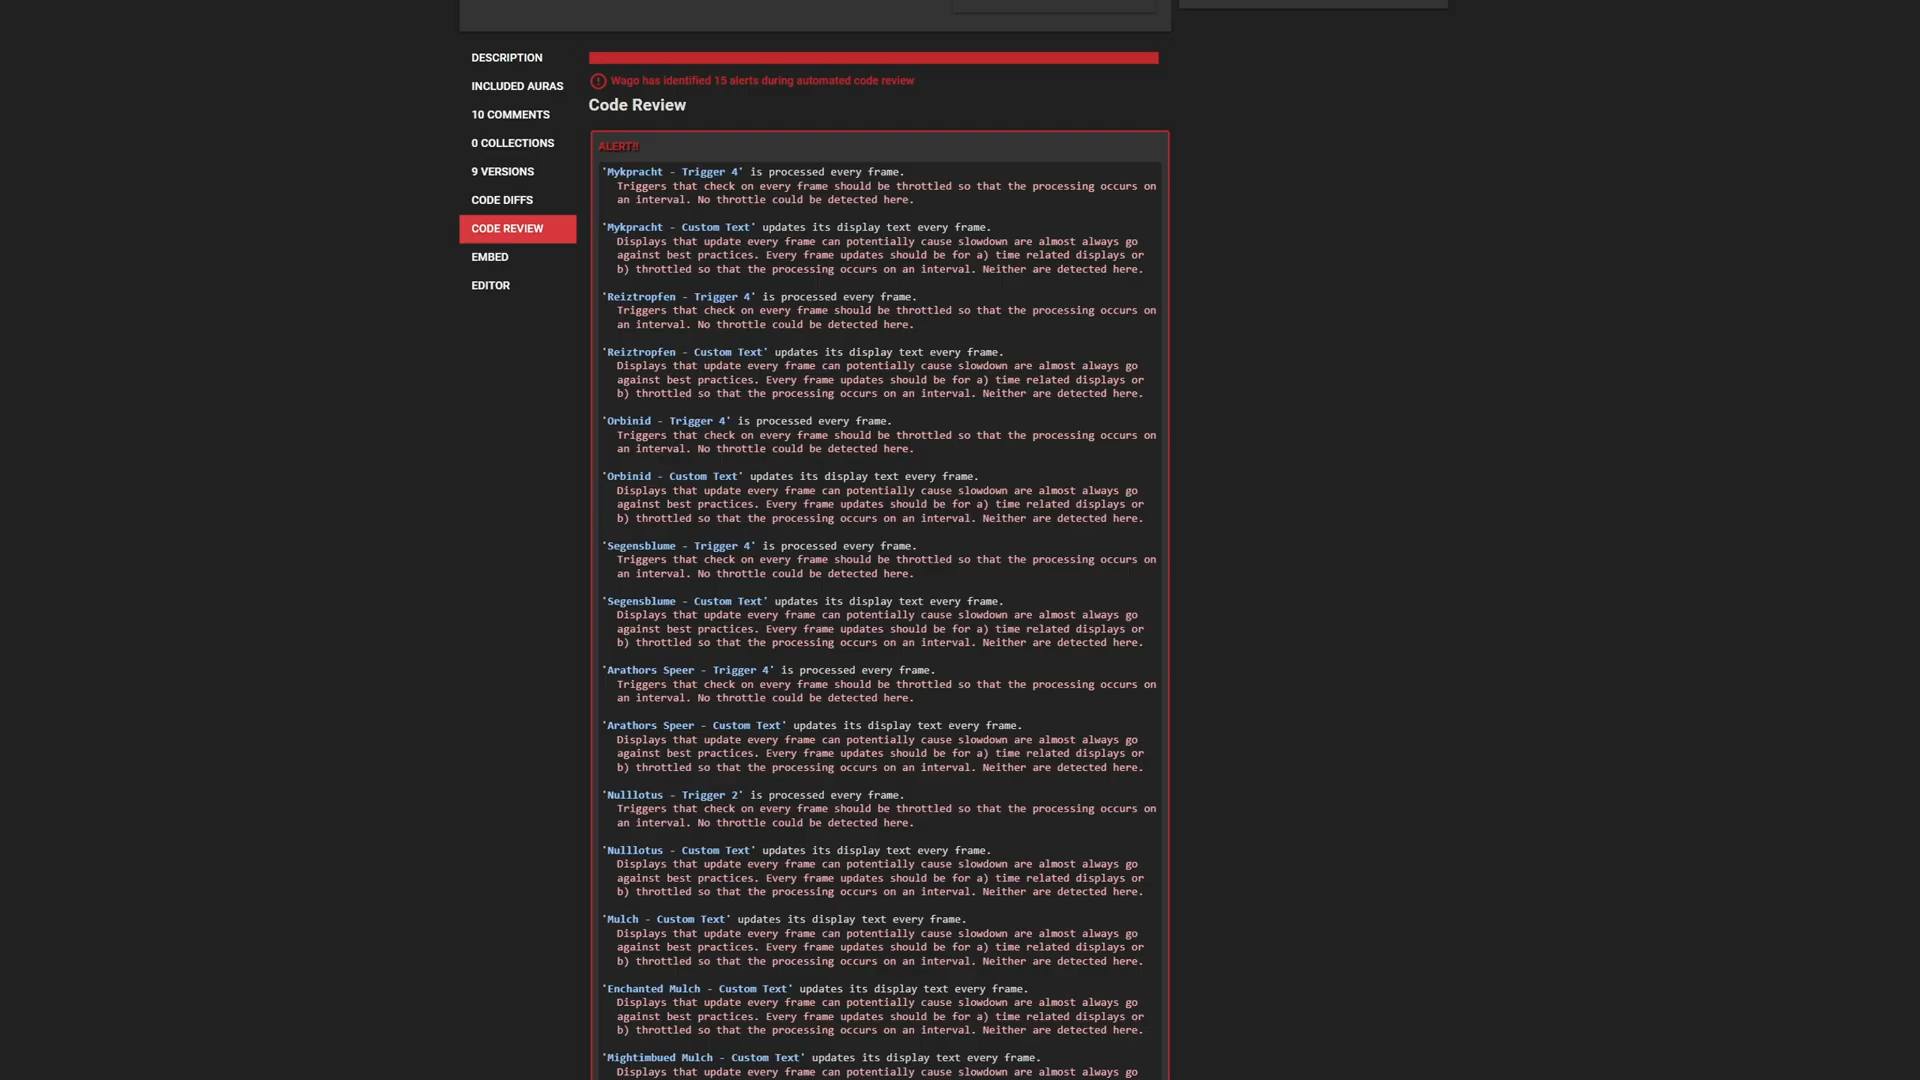 DESCRIPTION
INCLUDED AURAS
10 COMMENTS
0 COLLECTIONS
9 VERSIONS
CODE DIFFS
CODE REVIEW
EMBED
EDITOR
Wago has identified 15 alerts during automated code review
Code Review
ALERT!!
'Mykpracht - Trigger 4' is processed every frame.
Triggers that check on every frame should be throttled so that the processing occurs on
an interval. No throttle could be detected here.
'Mykpracht - Custom Text' updates its display text every frame.
Displays that update every frame can potentially cause slowdown are almost always go
against best practices. Every frame updates should be for a) time related displays or
b) throttled so that the processing occurs on an interval. Neither are detected here.
'Reiztropfen - Trigger 4' is processed every frame.
Triggers that check on every frame should be throttled so that the processing occurs on
an interval. No throttle could be detected here.
'Reiztropfen - Custom Text' updates its display text every frame.
Displays that update every frame can potentially cause slowdown are almost always go
against best practices. Every frame updates should be for a) time related displays or
b) throttled so that the processing occurs on an interval. Neither are detected here.
'Orbinid - Trigger 4' is processed every frame.
Triggers that check on every frame should be throttled so that the processing occurs on
an interval. No throttle could be detected here.
'Orbinid - Custom Text' updates its display text every frame.
Displays that update every frame can potentially cause slowdown are almost always go
against best practices. Every frame updates should be for a) time related displays or
b) throttled so that the processing occurs on an interval. Neither are detected here.
'Segensblume - Trigger 4' is processed every frame.
Triggers that check on every frame should be throttled so that the processing occurs on
an interval. No throttle could be detected here.
'Segensblume - Custom Text' updates its display text every frame.
Displays that update every frame can potentially cause slowdown are almost always go
against best practices. Every frame updates should be for a) time related displays or
b) throttled so that the processing occurs on an interval. Neither are detected here.
'Arathors Speer - Trigger 4' is processed every frame.
Triggers that check on every frame should be throttled so that the processing occurs on
an interval. No throttle could be detected here.
'Arathors Speer - Custom Text' updates its display text every frame.
Displays that update every frame can potentially cause slowdown are almost always go
against best practices. Every frame updates should be for a) time related displays or
b) throttled so that the processing occurs on an interval. Neither are detected here.
'Nulllotus - Trigger 2' is processed every frame.
Triggers that check on every frame should be throttled so that the processing occurs on
an interval. No throttle could be detected here.
'Nulllotus - Custom Text' updates its display text every frame.
Displays that update every frame can potentially cause slowdown are almost always go
against best practices. Every frame updates should be for a) time related displays or
b) throttled so that the processing occurs on an interval. Neither are detected here.
'Mulch - Custom Text' updates its display text every frame.
Displays that update every frame can potentially cause slowdown are almost always go
against best practices. Every frame updates should be for a) time related displays or
b) throttled so that the processing occurs on an interval. Neither are detected here.
'Enchanted Mulch - Custom Text' updates its display text every frame.
Displays that update every frame can potentially cause slowdown are almost always go
against best practices. Every frame updates should be for a) time related displays or
b) throttled so that the processing occurs on an interval. Neither are detected here.
'Mightimbued Mulch - Custom Text' updates its display text every frame.
Displays that update every frame can potentially cause slowdown are almost always go